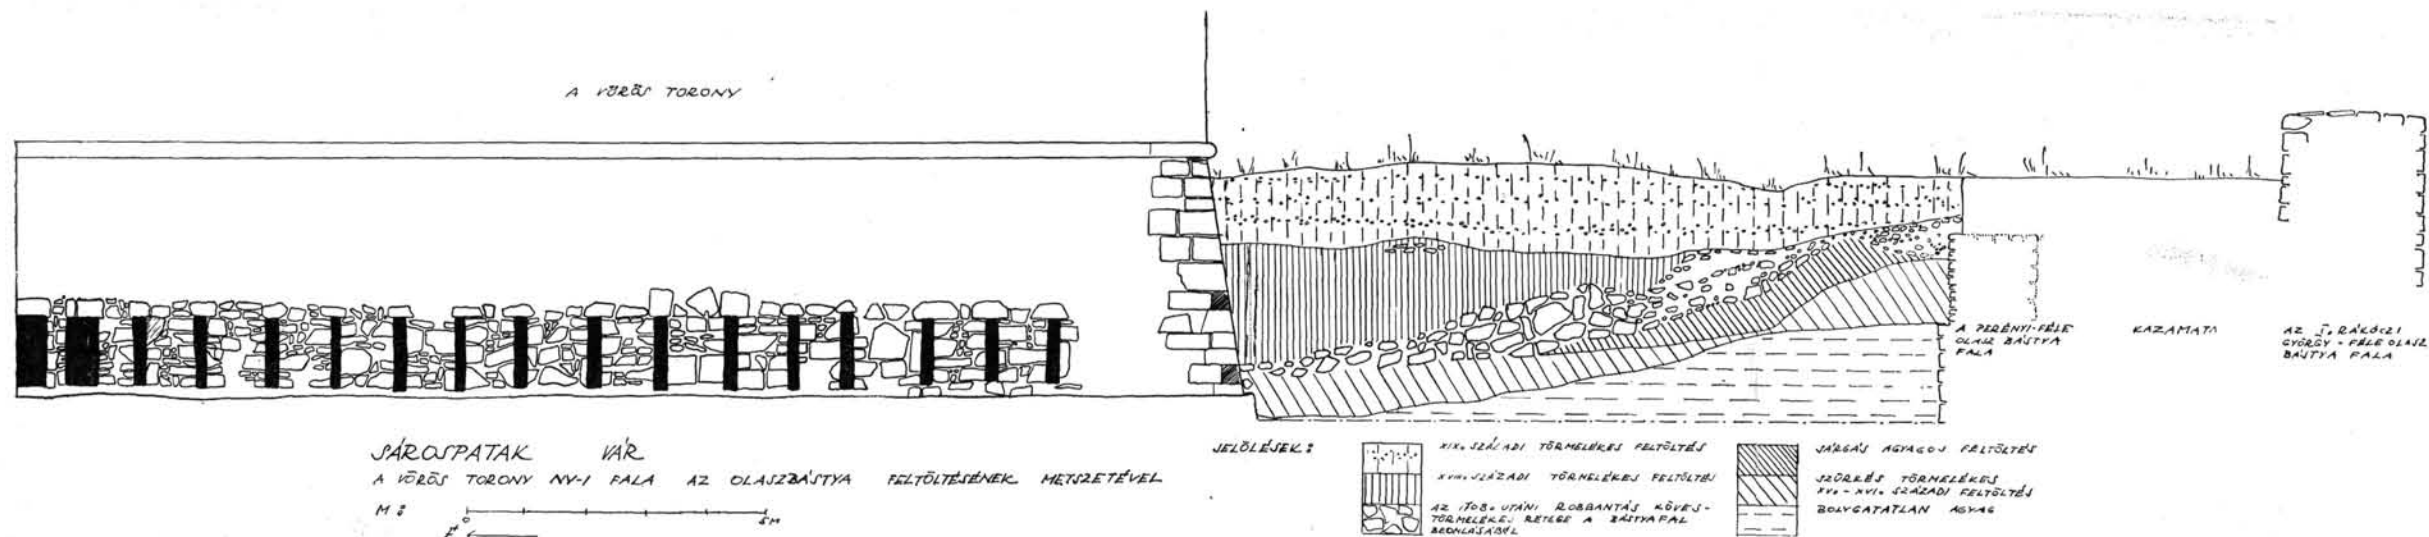 A VÖRÖS TORONY
A PERÉNYI-FÉLE
OLASZ BÁSTYA
FALA
KAZAMATA
AZ I. RÁKÓCZI
GYÖRGY-FÉLE OLASZ
BÁSTYA FALA
SÁROSPATAK VÁR
A VÖRÖS TORONY NY-I FALA AZ OLASZBÁSTYA FELTÖLTÉSÉNEK METSZETÉVEL
M:
0 5M
É
JELÖLÉSEK:
XIX. SZÁZADI TÖRMELÉKES FELTÖLTÉS
XVIII. SZÁZADI TÖRMELÉKES FELTÖLTÉS
AZ UTÁNI ROBBANTÁS KÖVES-
TÖRMELÉKES RÉTEGE A BÁSTYAFAL
BEOMLÁSÁBÓL
SÁRGÁS AGYAGOS FELTÖLTÉS
SZÜRKÉS TÖRMELÉKES
XV.-XVI. SZÁZADI FELTÖLTÉS
BOLYGATATLAN AGYAG